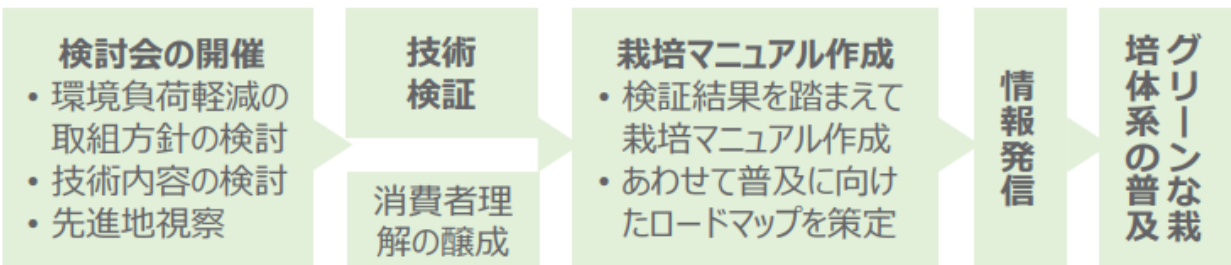 検討会の開催
• 環境負荷軽減の
取組方針の検討
• 技術内容の検討
• 先進地視察
技術
検証
消費者理
解の醸成
栽培マニュアル作成
• 検証結果を踏まえて
栽培マニュアル作成
• あわせて普及に向け
たロードマップを策定
情報発信
グリーンな栽
培体系の普及